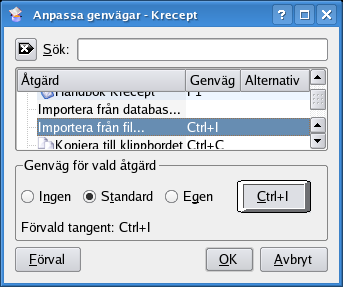 Anpassa genvägar - Krecept
Sök:
Åtgärd Genväg Alternativ
Handbok Krecept F1
Importera från databas...
Importera från fil... Ctrl+I
Kopiera till klippbordet Ctrl+C
Genväg för vald åtgärd
Ingen Standard Egen Ctrl+I
Förvald tangent: Ctrl+I
Förval OK Avbryt